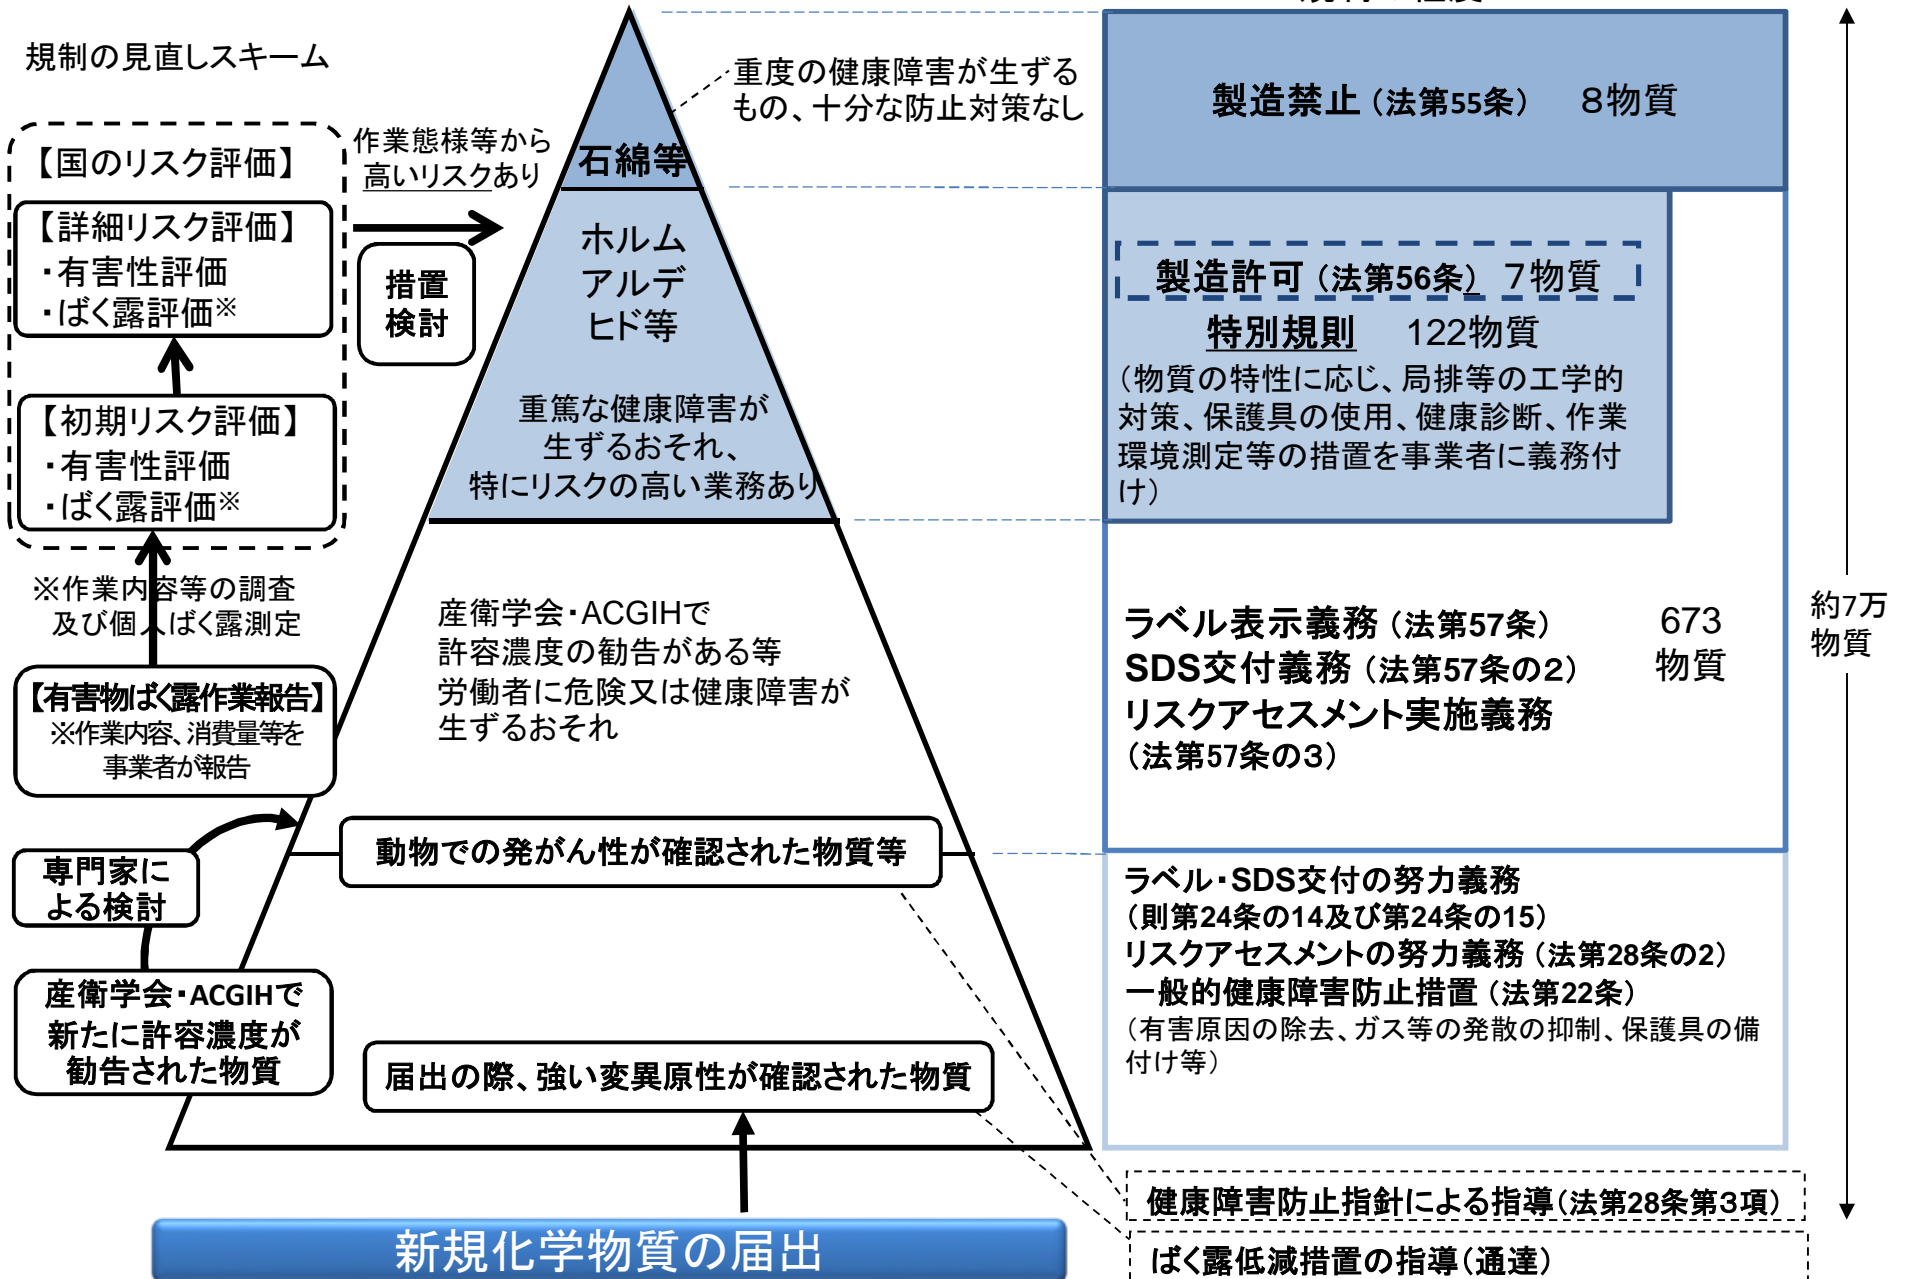 規制の見直しスキーム
【国のリスク評価】
【詳細リスク評価】
・有害性評価
・ばく露評価※
【初期リスク評価】
・有害性評価
・ばく露評価※
※作業内容等の調査
及び個人ばく露測定
【有害物ばく露作業報告】
※作業内容、消費量等を
事業者が報告
専門家に
よる検討
産衛学会・ACGIHで
新たに許容濃度が
勧告された物質
作業態様等から
高いリスクあり
措置
検討
重度の健康障害が生ずる
もの、十分な防止対策なし
石綿等
ホルム
アルデ
ヒド等
重篤な健康障害が
生ずるおそれ、
特にリスクの高い業務あり
産衛学会・ACGIHで
許容濃度の勧告がある等
労働者に危険又は健康障害が
生ずるおそれ
動物での発がん性が確認された物質等
届出の際、強い変異原性が確認された物質
新規化学物質の届出
製造禁止（法第55条） 8物質
製造許可（法第56条） 7物質
特別規則 122物質
（物質の特性に応じ、局排等の工学的
対策、保護具の使用、健康診断、作業
環境測定等の措置を事業者に義務付
け）
ラベル表示義務（法第57条）
SDS交付義務（法第57条の2）
リスクアセスメント実施義務
（法第57条の3）
673
物質
ラベル・SDS交付の努力義務
（則第24条の14及び第24条の15）
リスクアセスメントの努力義務（法第28条の2）
一般的健康障害防止措置（法第22条）
（有害原因の除去、ガス等の発散の抑制、保護具の備
付け等）
健康障害防止指針による指導（法第28条第3項）
ばく露低減措置の指導（通達）
約7万
物質